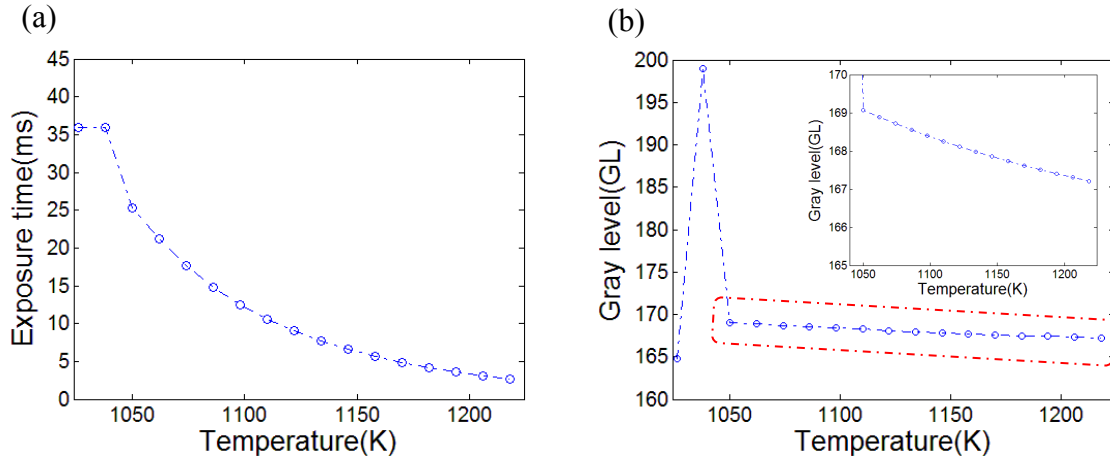 (a)
45
40
35
30
25
20
15
10
5
0
Exposure time(ms)
1050 1100 1150 1200
Temperature(K)
(b)
200
195
190
185
180
175
170
165
160
Gray level(GL)
1050 1100 1150 1200
Temperature(K)
170
169
168
167
166
165
Gray level(GL)
1050 1100 1150 1200
Temperature(K)